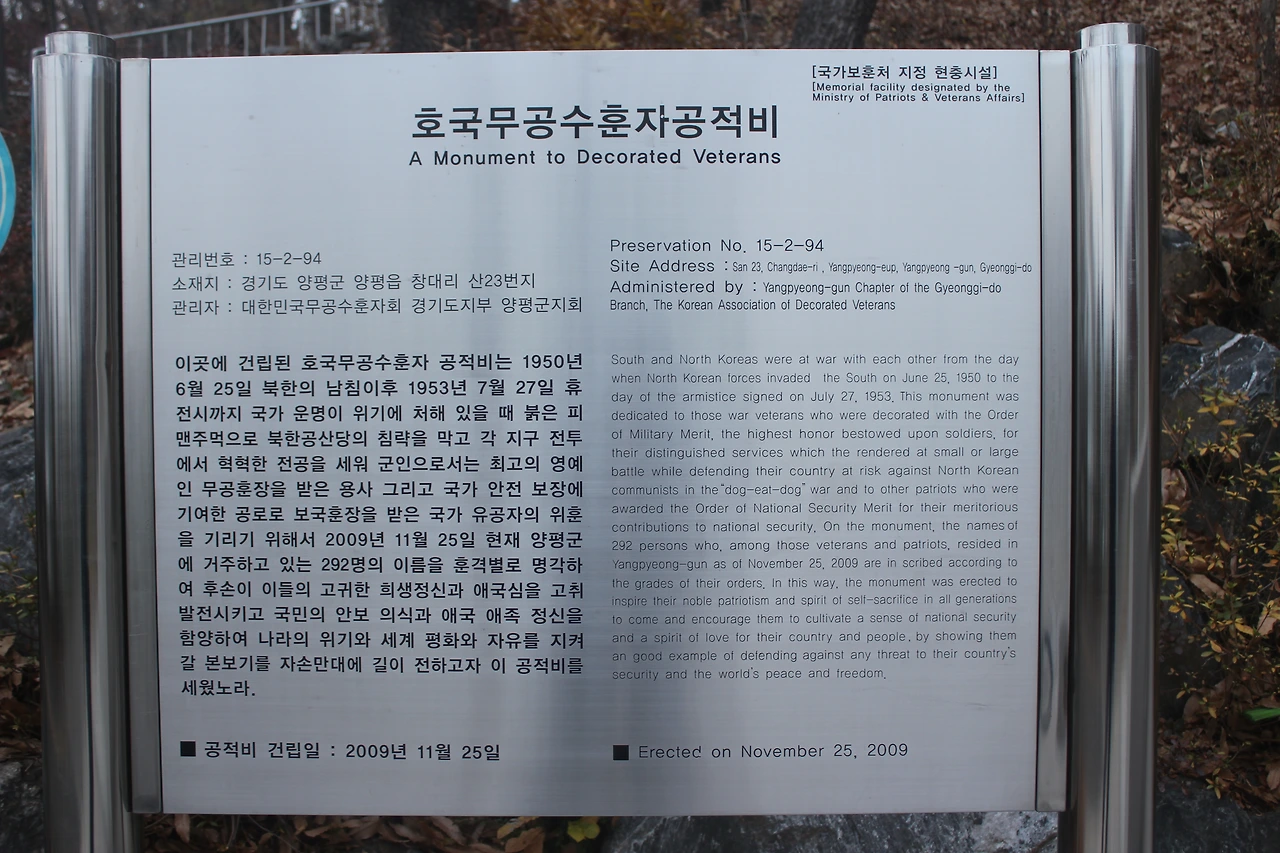 [국가보훈처 지정 현충시설]
[Memorial facility designated by the
Ministry of Patriots & Veterans Affairs]
호국무공수훈자공적비
A Monument to Decorated Veterans
관리번호 : 15-2-94
소재지 : 경기도 양평군 양평읍 창대리 산23번지
관리자 : 대한민국무공수훈자회 경기도지부 양평군지회
이곳에 건립된 호국무공수훈자 공적비는 1950년
6월 25일 북한의 남침이후 1953년 7월 27일 휴
전시까지 국가 운명이 위기에 처해 있을 때 붉은 피
맨주먹으로 북한공산당의 침략을 막고 각 지구 전투
에서 혁혁한 전공을 세워 군인으로서는 최고의 영예
인 무공훈장을 받은 용사 그리고 국가 안전 보장에
기여한 공로로 보국훈장을 받은 국가 유공자의 위훈
을 기리기 위해서 2009년 11월 25일 현재 양평군
에 거주하고 있는 292명의 이름을 훈격별로 명각하
여 후손이 이들의 고귀한 희생정신과 애국심을 고취
발전시키고 국민의 안보 의식과 애국 애족 정신을
함양하여 나라의 위기와 세계 평화와 자유를 지켜
갈 본보기를 자손만대에 길이 전하고자 이 공적비를
세웠노라.
■ 공적비 건립일 : 2009년 11월 25일
Preservation No. 15-2-94
Site Address : San 23, Changdae-ri , Yangpyeong-eup, Yangpyeong -gun, Gyeonggi-do
Administered by : Yangpyeong-gun Chapter of the Gyeonggi-do
Branch, The Korean Association of Decorated Veterans
South and North Koreas were at war with each other from the day
when North Korean forces invaded the South on June 25, 1950 to the
day of the armistice signed on July 27, 1953. This monument was
dedicated to those war veterans who were decorated with the Order
of Military Merit, the highest honor bestowed upon soldiers, for
their distinguished services which the rendered at small or large
battle while defending their country at risk against North Korean
communists in the "dog-eat-dog" war and to other patriots who were
awarded the Order of National Security Merit for their meritorious
contributions to national security. On the monument, the names of
292 persons who, among those veterans and patriots, resided in
Yangpyeong-gun as of November 25, 2009 are in scribed according to
the grades of their orders. In this way, the monument was erected to
inspire their noble patriotism and spirit of self-sacrifice in all generations
to come and encourage them to cultivate a sense of national security
and a spirit of love for their country and people, by showing them
an good example of defending against any threat to their country's
security and the world's peace and freedom.
■ Erected on November 25, 2009